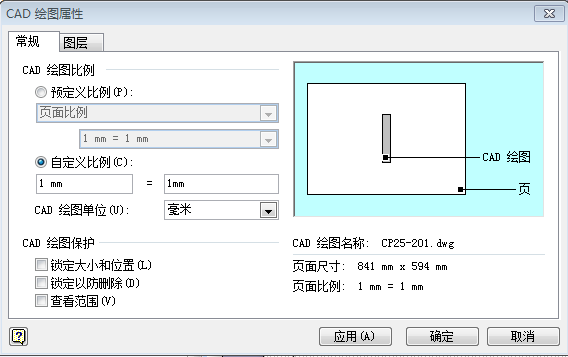 CAD 绘图属性
常规 图层
CAD 绘图比例
预定义比例(P):
页面比例
1 mm = 1 mm
自定义比例(C):
1 mm = 1mm
CAD 绘图单位(U): 毫米
CAD 绘图保护
锁定大小和位置(L)
锁定以防删除(D)
查看范围(V)
CAD 绘图
页
CAD 绘图名称: CP25-201.dwg
页面尺寸: 841 mm x 594 mm
页面比例: 1 mm = 1 mm
? 应用(A) 确定 取消